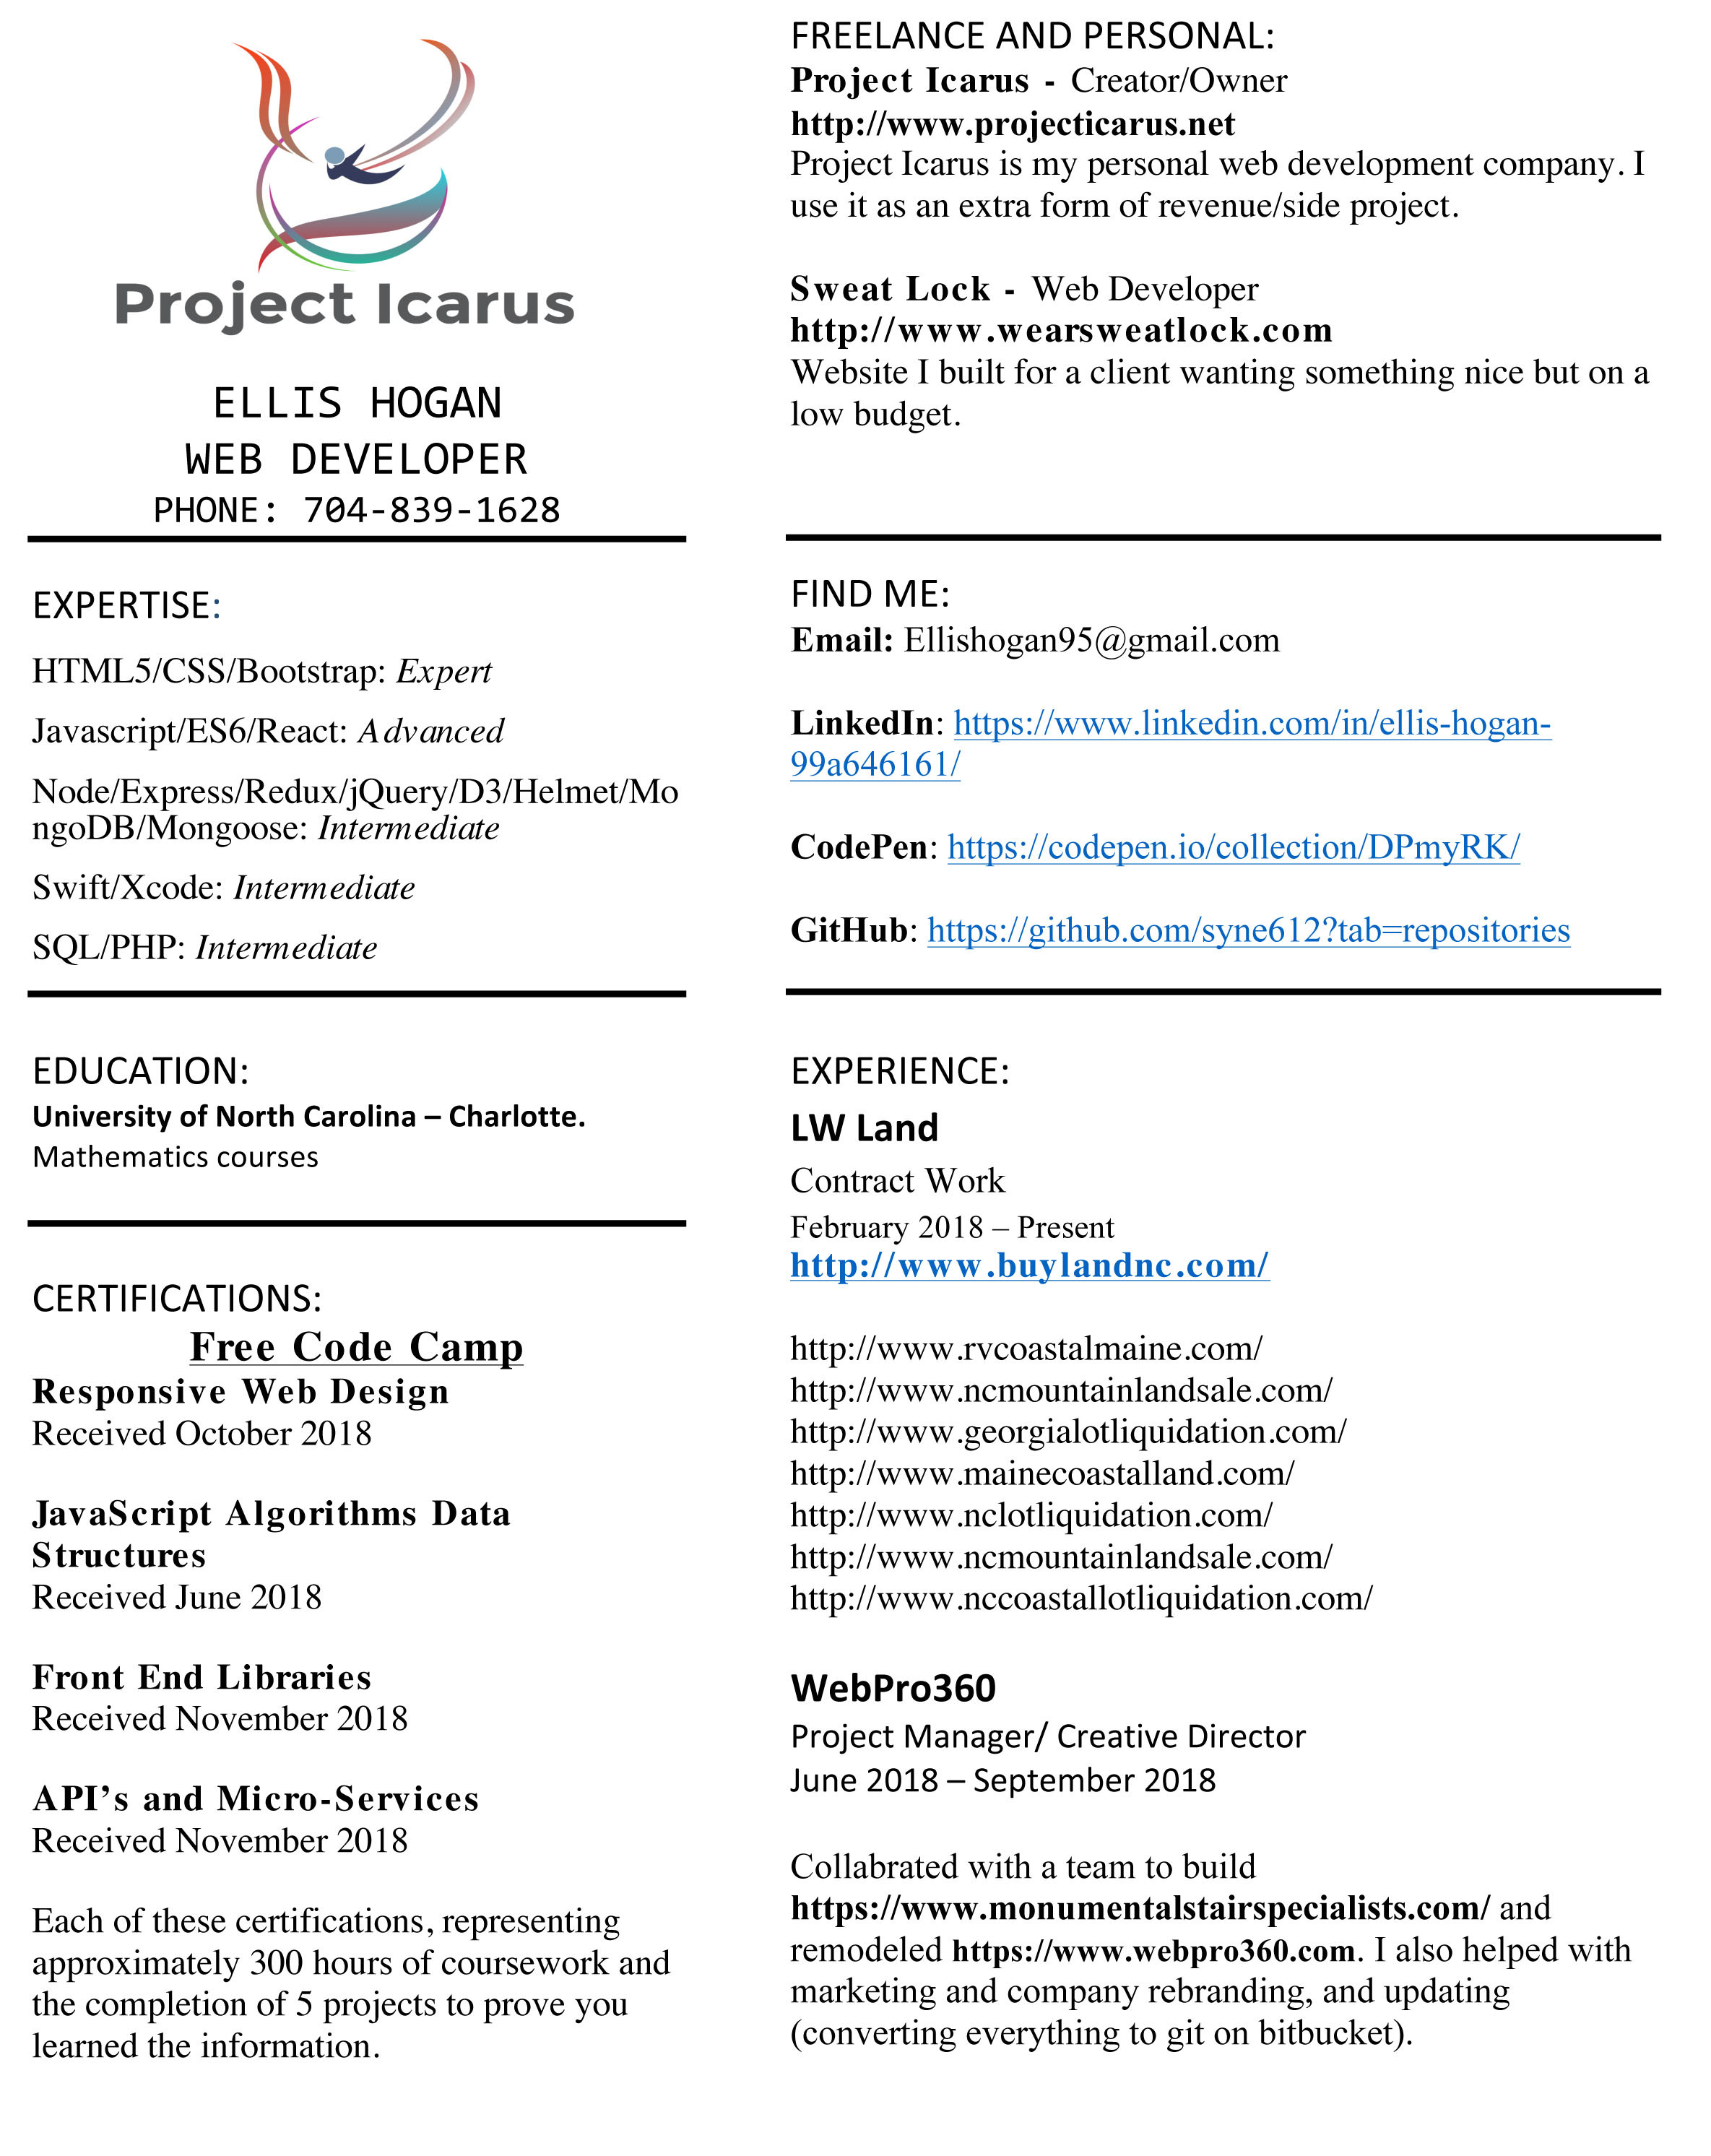 Project Icarus
ELLIS HOGAN
WEB DEVELOPER
PHONE: 704-839-1628
EXPERTISE:
HTML5/CSS/Bootstrap: Expert
Javascript/ES6/React: Advanced
Node/Express/Redux/jQuery/D3/Helmet/Mo
ngoDB/Mongoose: Intermediate
Swift/Xcode: Intermediate
SQL/PHP: Intermediate
EDUCATION:
University of North Carolina – Charlotte.
Mathematics courses
CERTIFICATIONS:
Free Code Camp
Responsive Web Design
Received October 2018
JavaScript Algorithms Data
Structures
Received June 2018
Front End Libraries
Received November 2018
API’s and Micro-Services
Received November 2018
Each of these certifications, representing
approximately 300 hours of coursework and
the completion of 5 projects to prove you
learned the information.
FREELANCE AND PERSONAL:
Project Icarus - Creator/Owner
http://www.projecticarus.net
Project Icarus is my personal web development company. I
use it as an extra form of revenue/side project.
Sweat Lock - Web Developer
http://www.wearsweatlock.com
Website I built for a client wanting something nice but on a
low budget.
FIND ME:
Email: Ellishogan95@gmail.com
LinkedIn: https://www.linkedin.com/in/ellis-hogan-
99a646161/
CodePen: https://codepen.io/collection/DPmyRK/
GitHub: https://github.com/syne612?tab=repositories
EXPERIENCE:
LW Land
Contract Work
February 2018 – Present
http://www.buylandnc.com/
http://www.rvcoastalmaine.com/
http://www.ncmountainlandsale.com/
http://www.georgialotliquidation.com/
http://www.mainecoastalland.com/
http://www.nclotliquidation.com/
http://www.ncmountainlandsale.com/
http://www.nccoastallotliquidation.com/
WebPro360
Project Manager/ Creative Director
June 2018 – September 2018
Collabrated with a team to build
https://www.monumentalstairspecialists.com/ and
remodeled https://www.webpro360.com. I also helped with
marketing and company rebranding, and updating
(converting everything to git on bitbucket).